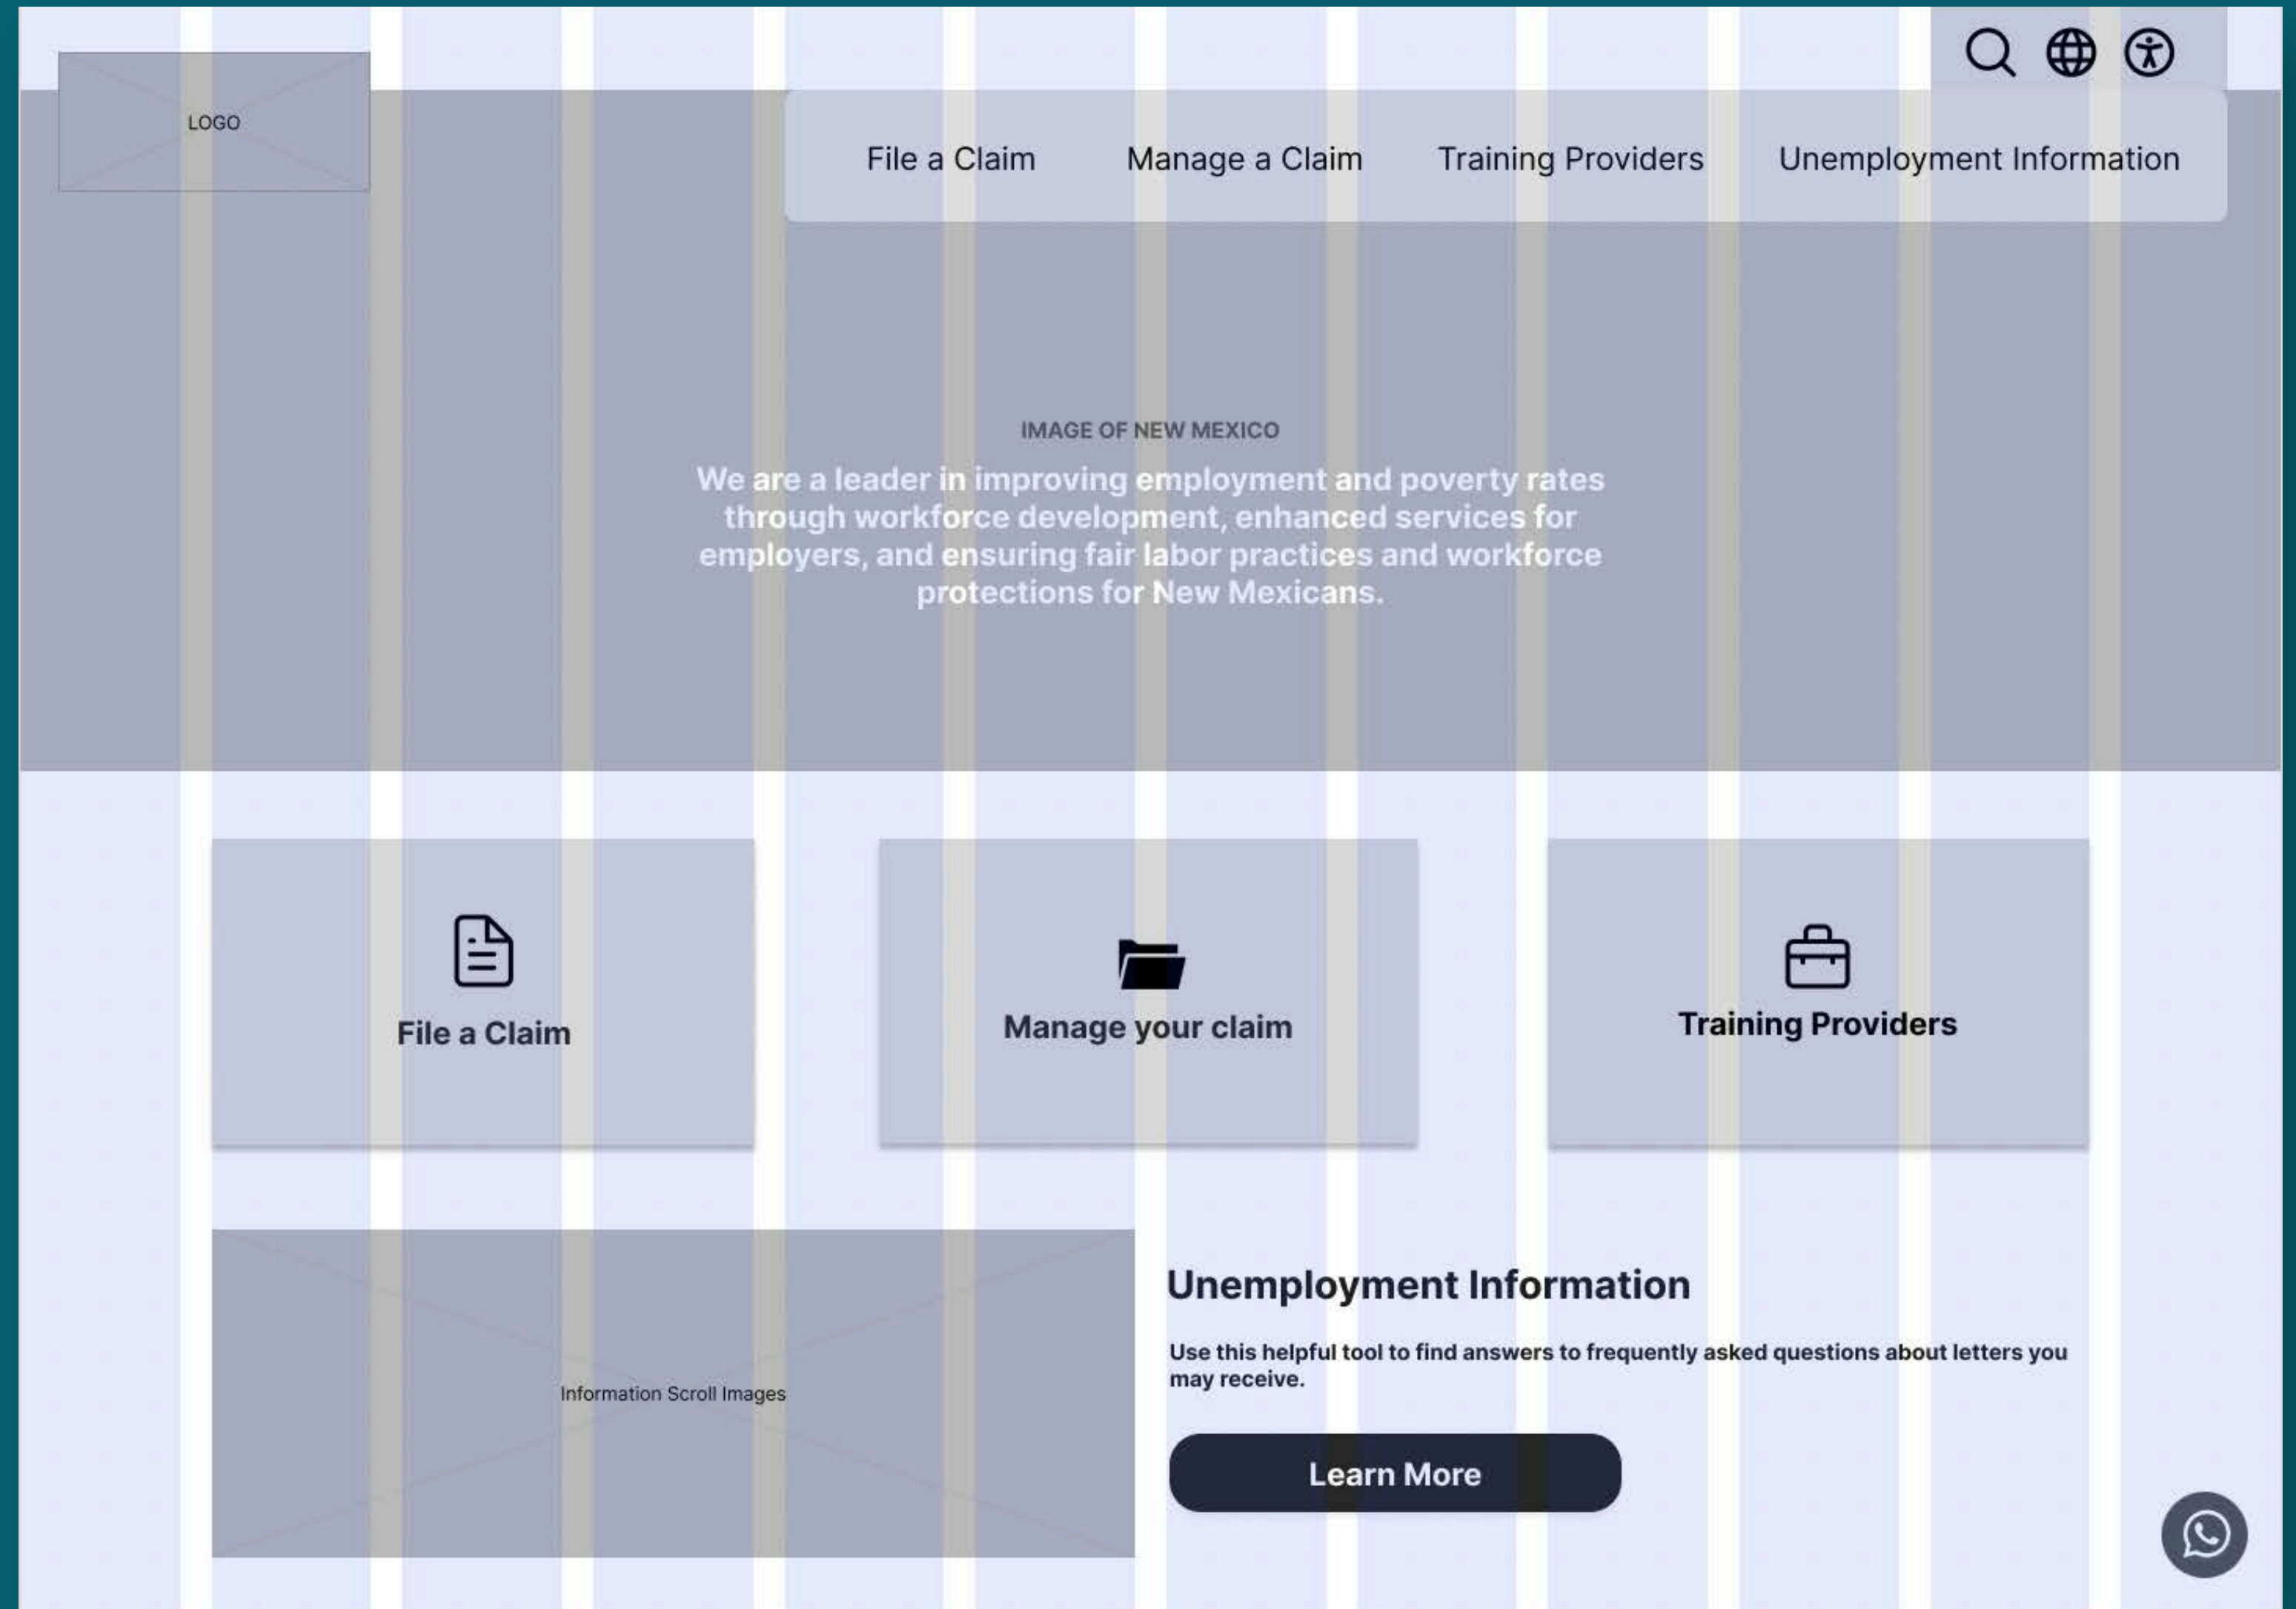 LOGO
File a Claim
Manage a Claim
Training Providers
Unemployment Information
IMAGE OF NEW MEXICO
We are a leader in improving employment and poverty rates
through workforce development, enhanced services for
employers, and ensuring fair labor practices and workforce
protections for New Mexicans.
File a Claim
Manage your claim
Training Providers
Information Scroll Images
Unemployment Information
Use this helpful tool to find answers to frequently asked questions about letters you
may receive.
Learn More